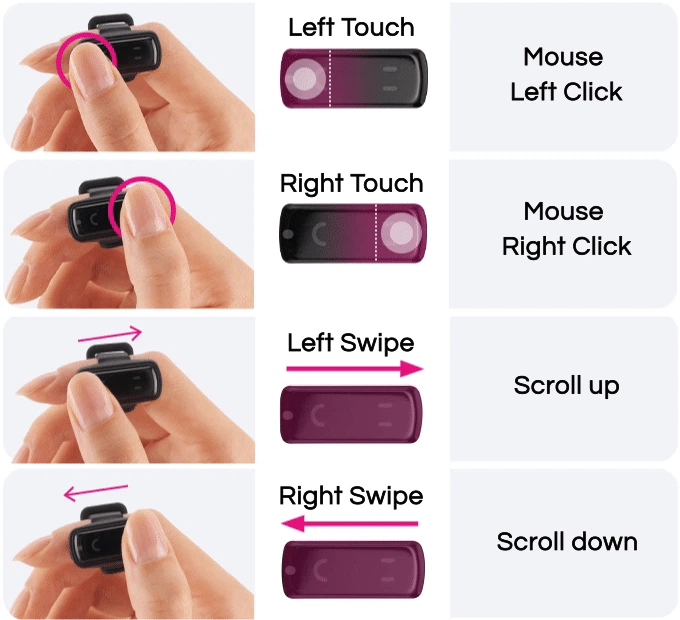 Left Touch
Mouse
Left Click
Right Touch
Mouse
Right Click
Left Swipe
Scroll up
Right Swipe
Scroll down